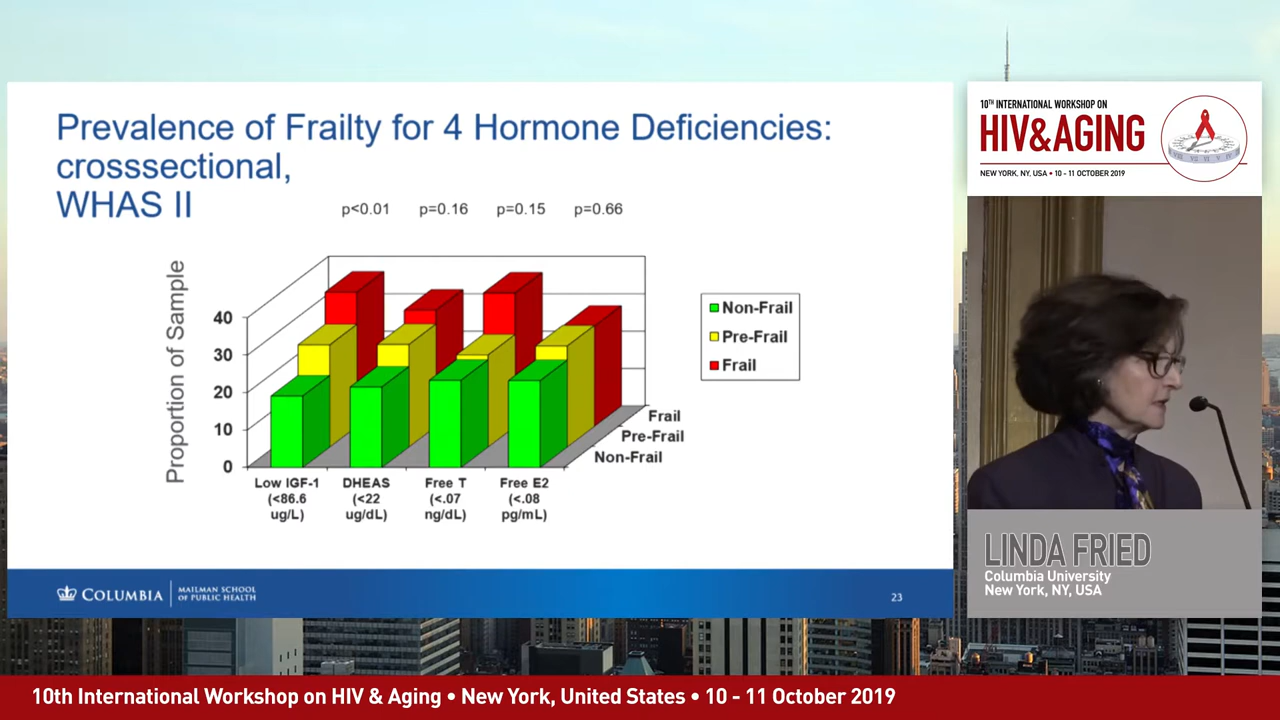 Prevalence of Frailty for 4 Hormone Deficiencies:
crosssectional,
WHAS II
p<0.01 p=0.16 p=0.15 p=0.66
Proportion of Sample
40
30
20
10
0
Low IGF-1
(<86.6
ug/L)
DHEAS
(<22
ug/dL)
Free T
(<.07
ng/dL)
Free E2
(<.08
pg/mL)
Frail
Pre-Frail
Non-Frail
Non-Frail
Pre-Frail
Frail
COLUMBIA
MAILMAN SCHOOL
OF PUBLIC HEALTH
23
10TH INTERNATIONAL WORKSHOP ON
HIV&AGING
NEW YORK, NY, USA • 10 - 11 OCTOBER 2019
LINDA FRIED
Columbia University
New York, NY, USA
10th International Workshop on HIV & Aging • New York, United States • 10 - 11 October 2019